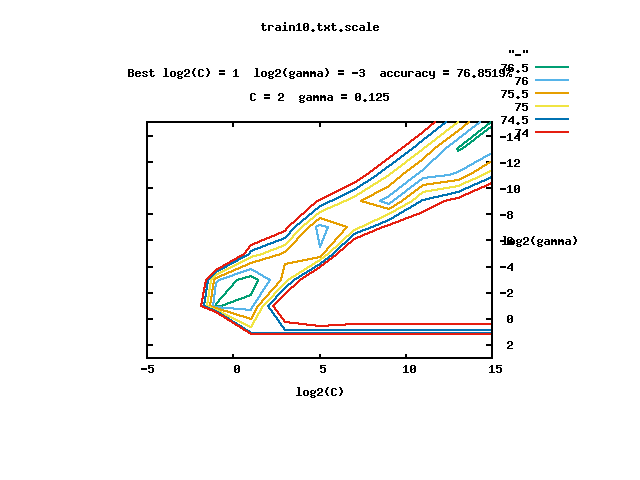 train10.txt.scale
"-"
76.5
Best log2(C) = 1 log2(gamma) = -3 accuracy = 76.8519%
76
75.5
C = 2 gamma = 0.125
75
74.5
74
-14
-12
-10
-8
-6
log2(gamma)
-4
-2
0
2
-5 0 5 10 15
log2(C)